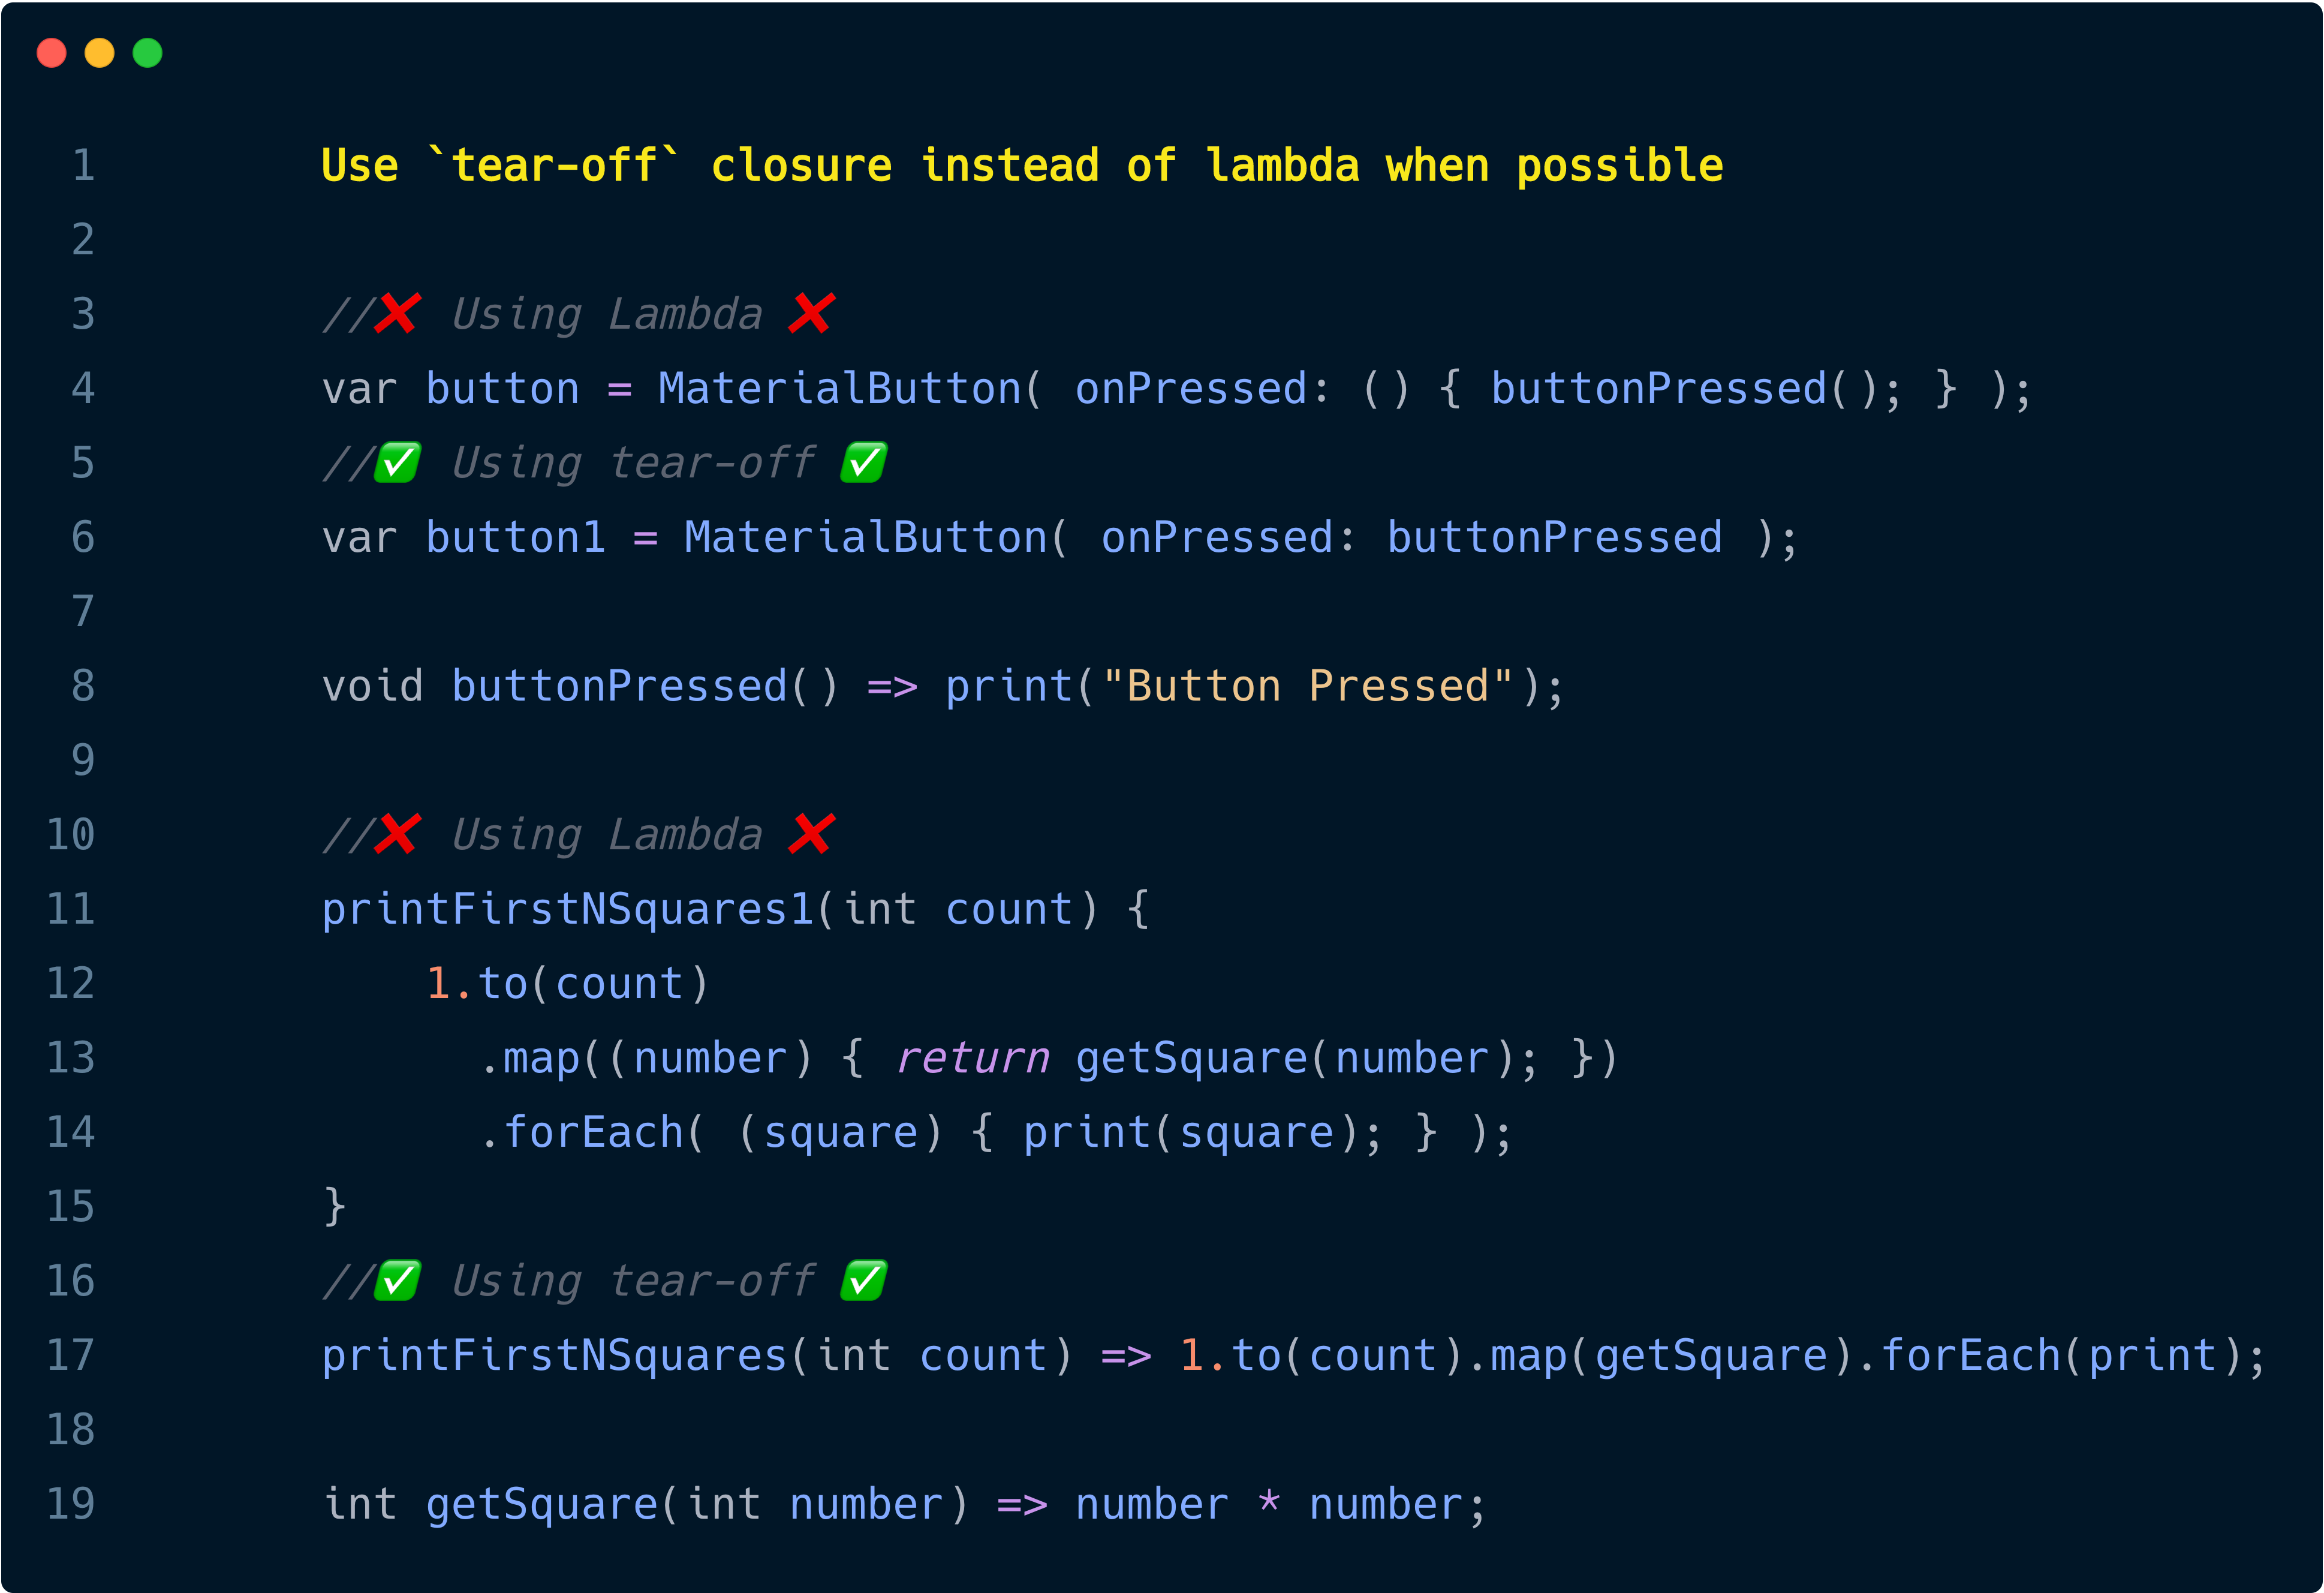 1 Use `tear-off` closure instead of lambda when possible
2
3 //❌ Using Lambda ❌
4 var button = MaterialButton( onPressed: () { buttonPressed(); } );
5 //✅ Using tear-off ✅
6 var button1 = MaterialButton( onPressed: buttonPressed );
7
8 void buttonPressed() => print("Button Pressed");
9
10 //❌ Using Lambda ❌
11 printFirstNSquares1(int count) {
12     1.to(count)
13       .map((number) { return getSquare(number); })
14       .forEach( (square) { print(square); } );
15 }
16 //✅ Using tear-off ✅
17 printFirstNSquares(int count) => 1.to(count).map(getSquare).forEach(print);
18
19 int getSquare(int number) => number * number;